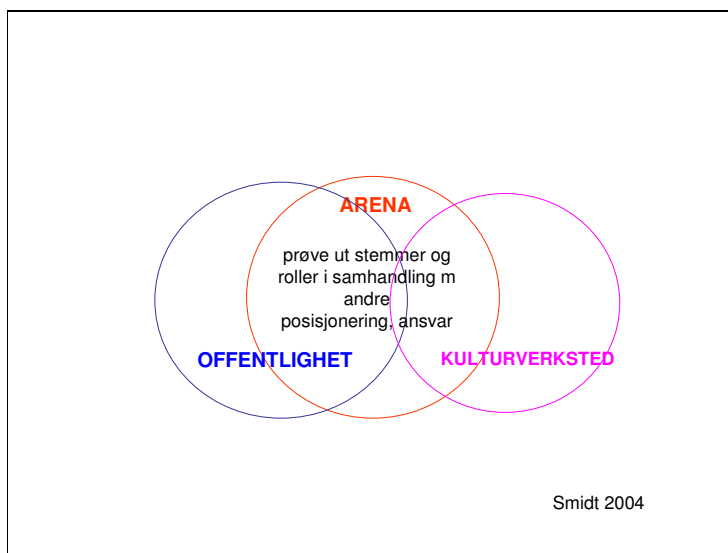 ARENA
prøve ut stemmer og
roller i samhandling m
andre
posisjonering, ansvar
OFFENTLIGHET
KULTURVERKSTED
Smidt 2004